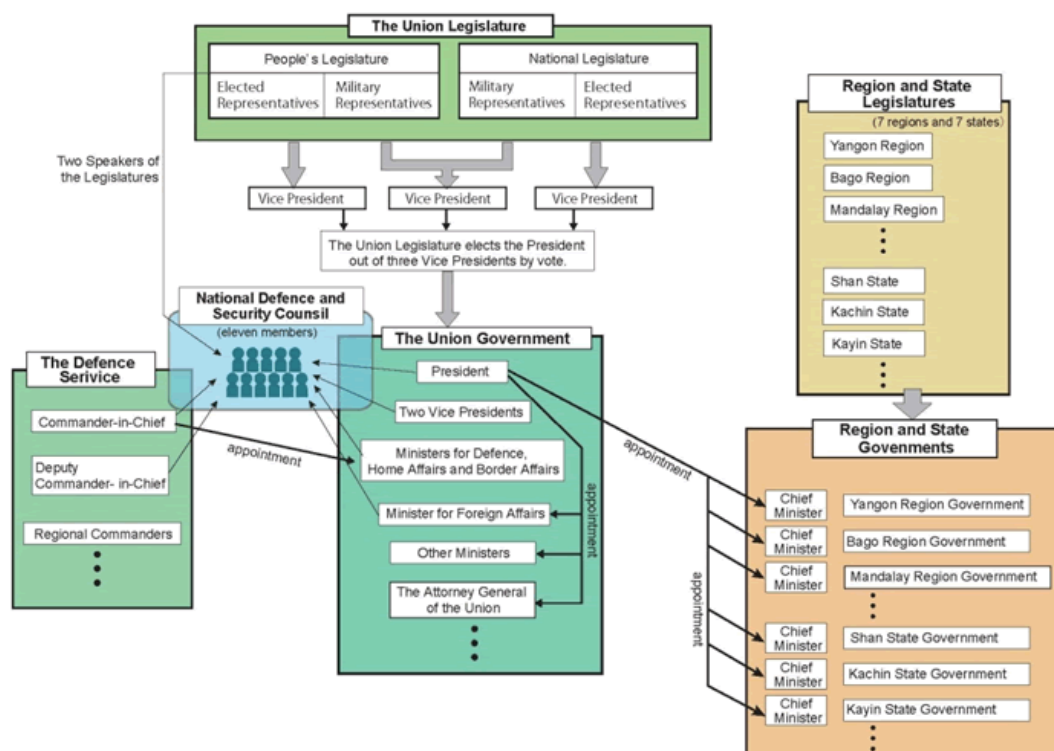 The Union Legislature
People's Legislature
National Legislature
Elected
Representatives
Military
Representatives
Military
Representatives
Elected
Representatives
Two Speakers of
the Legislatures
Vice President
Vice President
Vice President
The Union Legislature elects the President
out of three Vice Presidents by vote.
National Defence and
Security Counsil
(eleven members)
The Defence
Serivice
Commander-in-Chief
Deputy
Commander- in-Chief
Regional Commanders
appointment
The Union Government
President
Two Vice Presidents
Ministers for Defence,
Home Affairs and Border Affairs
Minister for Foreign Affairs
Other Ministers
The Attorney General
of the Union
appointment
Region and State
Legislatures
(7 regions and 7 states)
Yangon Region
Bago Region
Mandalay Region
Shan State
Kachin State
Kayin State
appointment
appointment
Region and State
Govenments
Chief
Minister
Yangon Region Government
Chief
Minister
Bago Region Government
Chief
Minister
Mandalay Region Government
Chief
Minister
Shan State Government
Chief
Minister
Kachin State Government
Chief
Minister
Kayin State Government